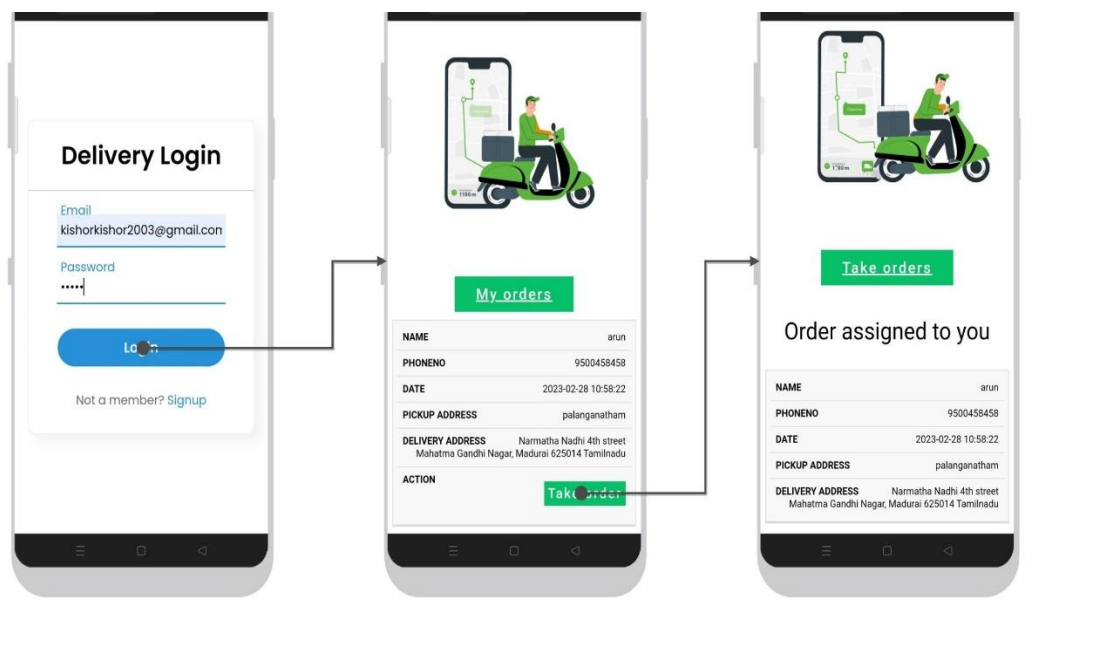 Delivery Login
Email
kishorkishor2003@gmail.com
Password
Login
Not a member? Signup
My orders
NAME arun
PHONENO 9500458458
DATE 2023-02-28 10:58:22
PICKUP ADDRESS palanganatham
DELIVERY ADDRESS Narmatha Nadhi 4th street
Mahatma Gandhi Nagar, Madurai 625014 Tamilnadu
ACTION
Take order
Take orders
Order assigned to you
NAME arun
PHONENO 9500458458
DATE 2023-02-28 10:58:22
PICKUP ADDRESS palanganatham
DELIVERY ADDRESS Narmatha Nadhi 4th street
Mahatma Gandhi Nagar, Madurai 625014 Tamilnadu